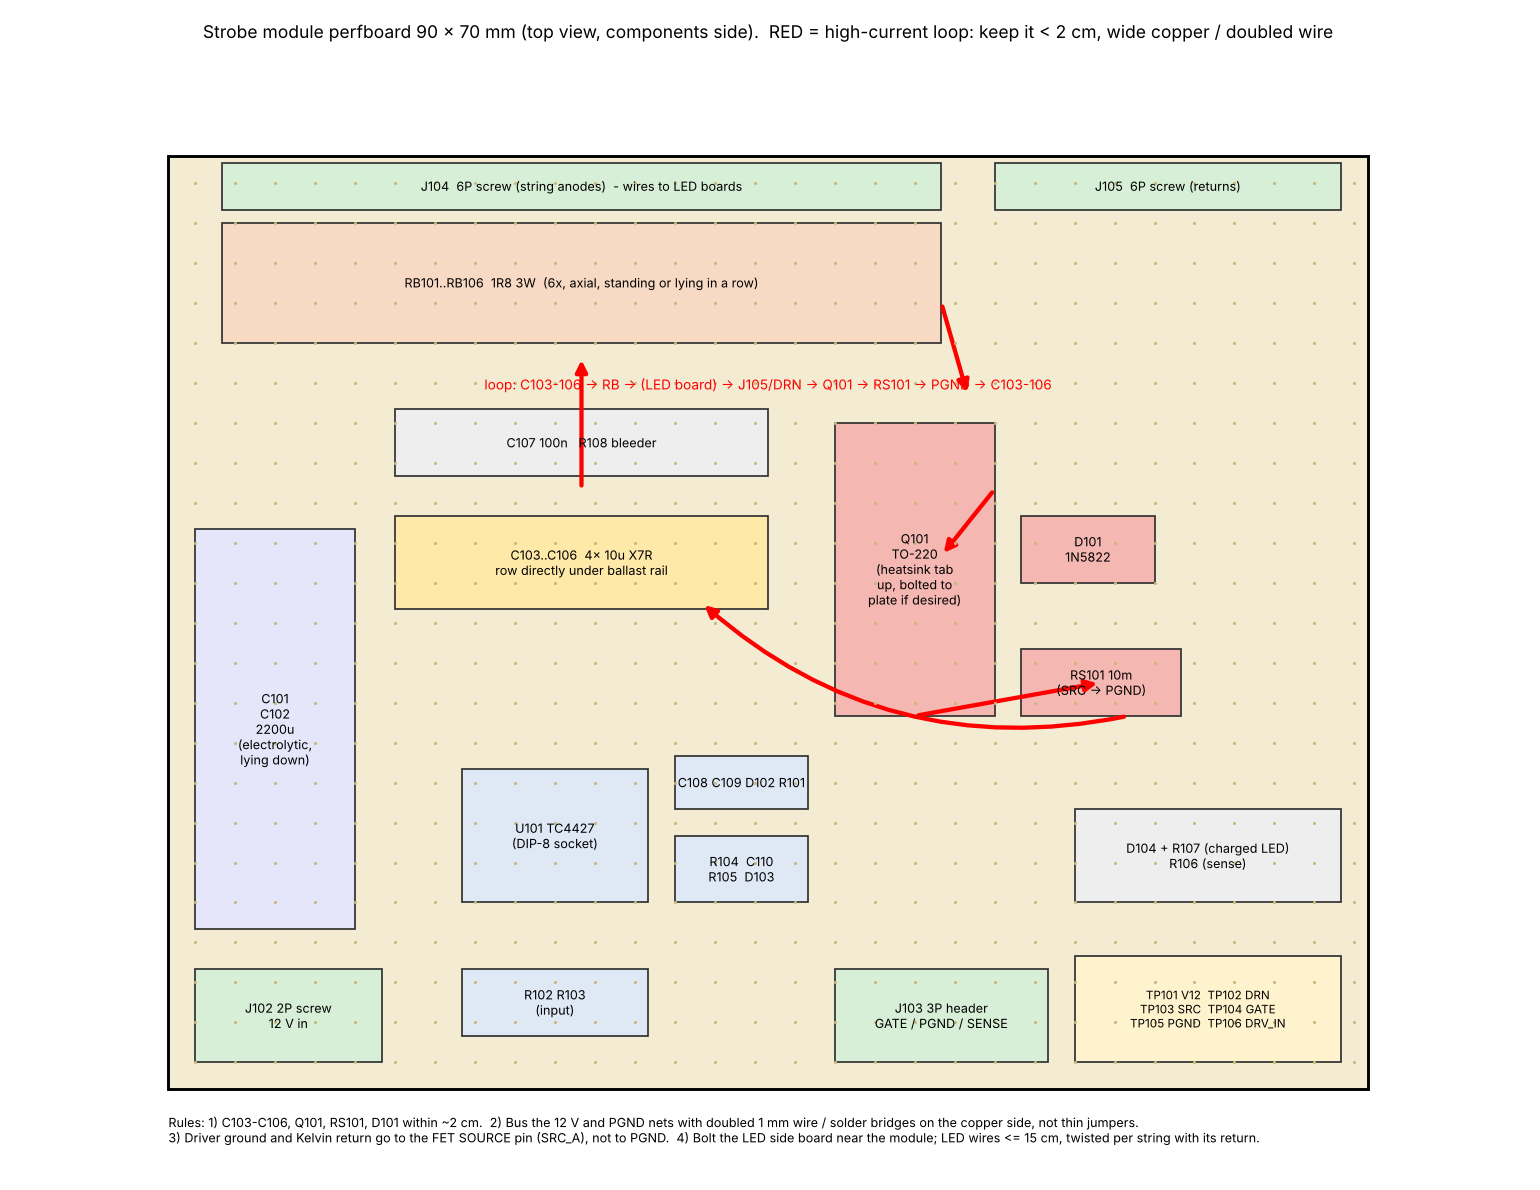 Strobe module perfboard 90 × 70 mm (top view, components side).  RED = high-current loop: keep it < 2 cm, wide copper / doubled wire
J104  6P screw (string anodes)  - wires to LED boards
J105  6P screw (returns)
RB101..RB106  1R8 3W  (6x, axial, standing or lying in a row)
loop: C103-106 → RB → (LED board) → J105/DRN → Q101 → RS101 → PGND → C103-106
C107 100n   R108 bleeder
C103..C106  4× 10u X7R
row directly under ballast rail
Q101
TO-220
(heatsink tab
up, bolted to
plate if desired)
D101
1N5822
RS101 10m
(SRC → PGND)
C101
C102
2200u
(electrolytic,
lying down)
C108 C109 D102 R101
U101 TC4427
(DIP-8 socket)
R104  C110
R105  D103
D104 + R107 (charged LED)
R106 (sense)
J102 2P screw
12 V in
R102 R103
(input)
J103 3P header
GATE / PGND / SENSE
TP101 V12  TP102 DRN
TP103 SRC  TP104 GATE
TP105 PGND  TP106 DRV_IN
Rules: 1) C103-C106, Q101, RS101, D101 within ~2 cm.  2) Bus the 12 V and PGND nets with doubled 1 mm wire / solder bridges on the copper side, not thin jumpers.
3) Driver ground and Kelvin return go to the FET SOURCE pin (SRC_A), not to PGND.  4) Bolt the LED side board near the module; LED wires <= 15 cm, twisted per string with its return.